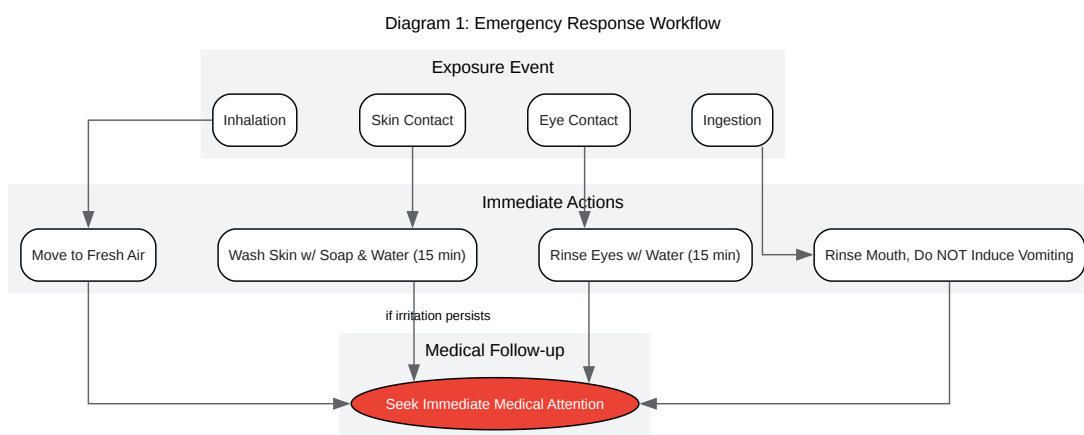 Diagram 1: Emergency Response Workflow
Exposure Event
Inhalation
Skin Contact
Eye Contact
Ingestion
Immediate Actions
Move to Fresh Air
Wash Skin w/ Soap & Water (15 min)
Rinse Eyes w/ Water (15 min)
Rinse Mouth, Do NOT Induce Vomiting
if irritation persists
Medical Follow-up
Seek Immediate Medical Attention